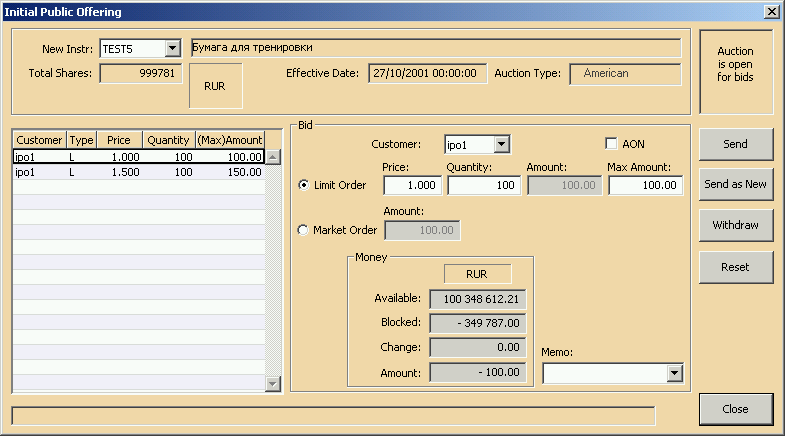 Initial Public Offering
New Instr: TEST5 Бумага для тренировки
Total Shares: 999781 RUR Effective Date: 27/10/2001 00:00:00 Auction Type: American
Auction
is open
for bids
Customer Type Price Quantity (Max)Amount
ipo1 L 1.000 100 100.00
ipo1 L 1.500 100 150.00
Bid
Customer: ipo1 AON
Price: Quantity: Amount: Max Amount:
Limit Order 1.000 100 100.00 100.00
Amount:
Market Order 100.00
Money
RUR
Available: 100 348 612.21
Blocked: - 349 787.00
Change: 0.00
Amount: - 100.00
Memo:
Send
Send as New
Withdraw
Reset
Close